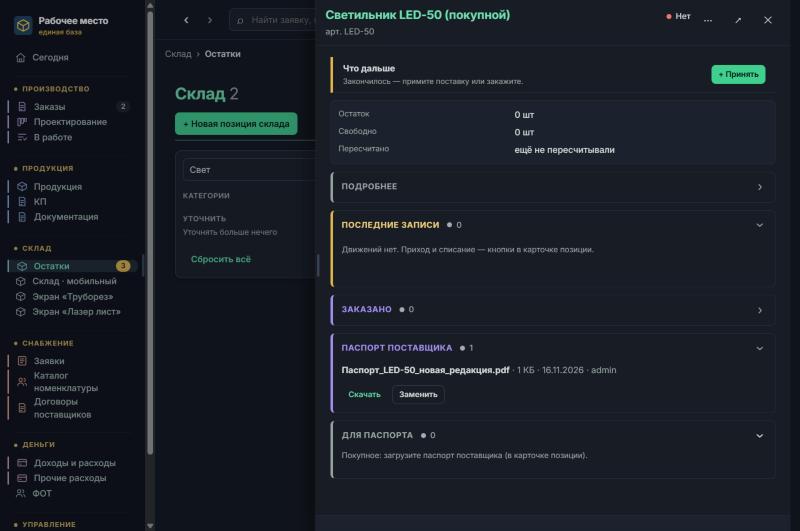 Рабочее место
единая база
Сегодня
ПРОИЗВОДСТВО
Заказы 2
Проектирование
В работе
ПРОДУКЦИЯ
Продукция
КП
Документация
СКЛАД
Остатки 3
Склад · мобильный
Экран «Труборез»
Экран «Лазер лист»
СНАБЖЕНИЕ
Заявки
Каталог
номенклатуры
Договоры
поставщиков
ДЕНЬГИ
Доходы и расходы
Прочие расходы
ФОТ
УПРАВЛЕНИЕ
Найти заявку,
Склад › Остатки
Склад 2
+ Новая позиция склада
Свет
КАТЕГОРИИ
УТОЧНИТЬ
Уточнять больше нечего
Сбросить всё
Светильник LED-50 (покупной)
арт. LED-50
Нет
...
Что дальше
Закончилось — примите поставку или закажите.
+ Принять
Остаток 0 шт
Свободно 0 шт
Пересчитано ещё не пересчитывали
ПОДРОБНЕЕ
ПОСЛЕДНИЕ ЗАПИСИ 0
Движений нет. Приход и списание — кнопки в карточке позиции.
ЗАКАЗАНО 0
ПАСПОРТ ПОСТАВЩИКА 1
Паспорт_LED-50_новая_редакция.pdf · 1 КБ · 16.11.2026 · admin
Скачать Заменить
ДЛЯ ПАСПОРТА 0
Покупное: загрузите паспорт поставщика (в карточке позиции).